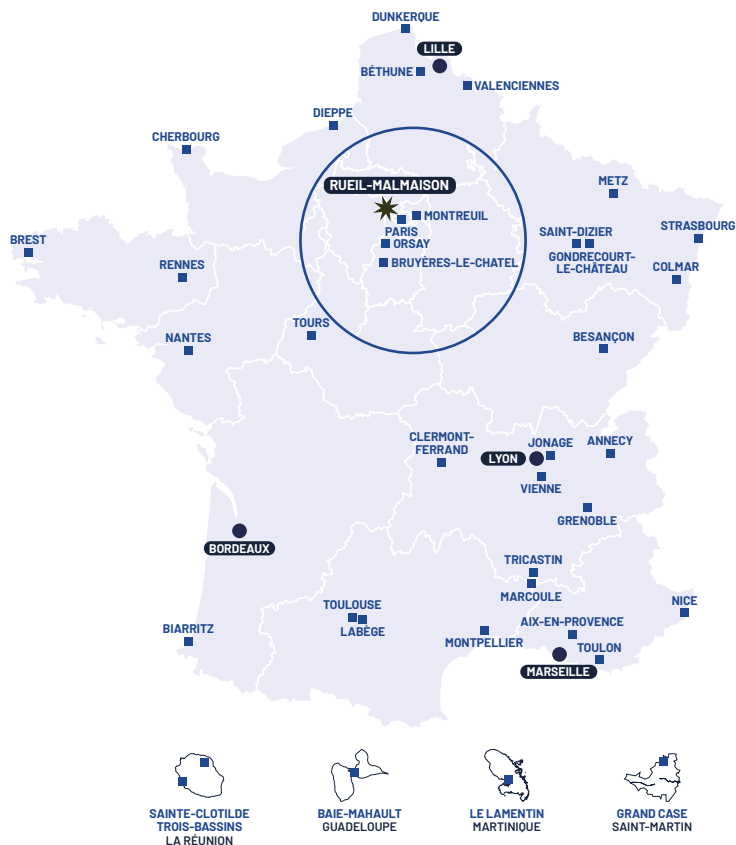 DUNKERQUE
LILLE
BÉTHUNE
VALENCIENNES
DIEPPE
CHERBOURG
RUEIL-MALMAISON
METZ
MONTREUIL
PARIS
ORSAY
BRUYÈRES-LE-CHATEL
SAINT-DIZIER
GONDRECOURT-
LE-CHÂTEAU
STRASBOURG
COLMAR
BREST
RENNES
NANTES
TOURS
BESANÇON
CLERMONT-
FERRAND
LYON
JONAGE
ANNECY
VIENNE
GRENOBLE
BORDEAUX
TRICASTIN
MARCOULE
TOULOUSE
LABÈGE
BIARRITZ
MONTPELLIER
AIX-EN-PROVENCE
NICE
TOULON
MARSEILLE
SAINTE-CLOTILDE
TROIS-BASSINS
LA RÉUNION
BAIE-MAHAULT
GUADELOUPE
LE LAMENTIN
MARTINIQUE
GRAND CASE
SAINT-MARTIN